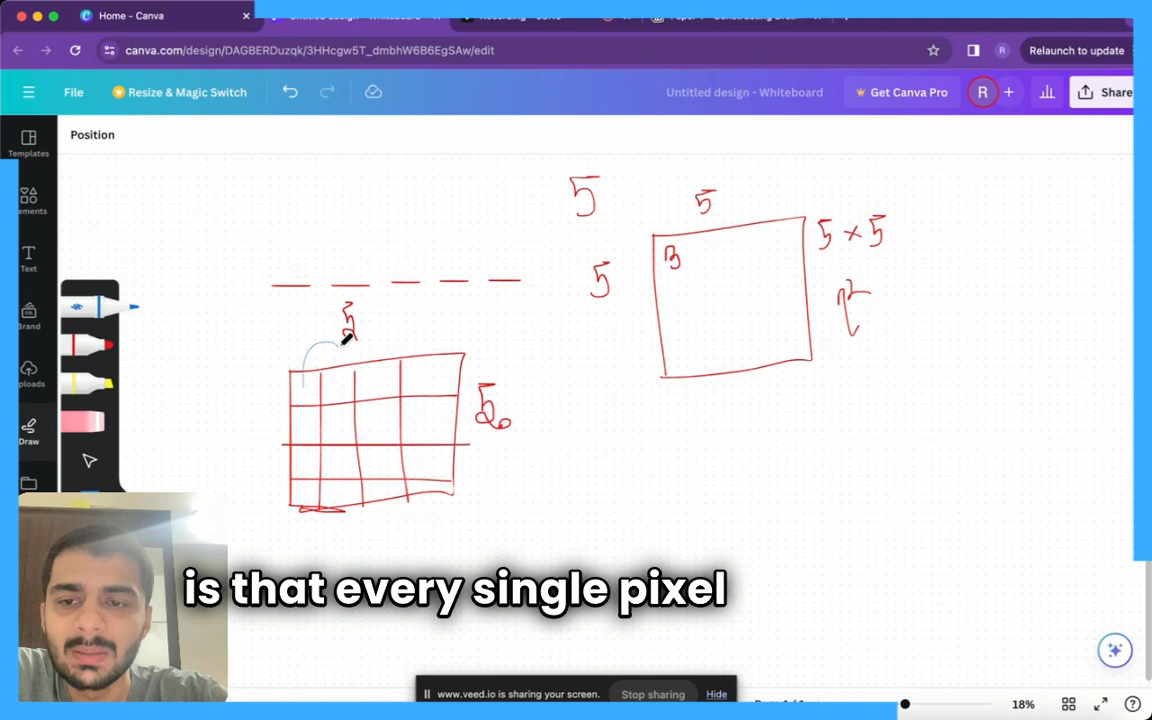 Home - Canva
canva.com/design/DAGBERDuzqk/3HHcgw5T_dmbhW6B6EgSAw/edit
R
Relaunch to update
File
Resize & Magic Switch
Untitled design - Whiteboard
Get Canva Pro
R
Share
Templates
Position
ements
Text
Brand
ploads
Draw
5
5
5 × 5
5
B
5
is that every single pixel
www.veed.io is sharing your screen.
Stop sharing
Hide
18%